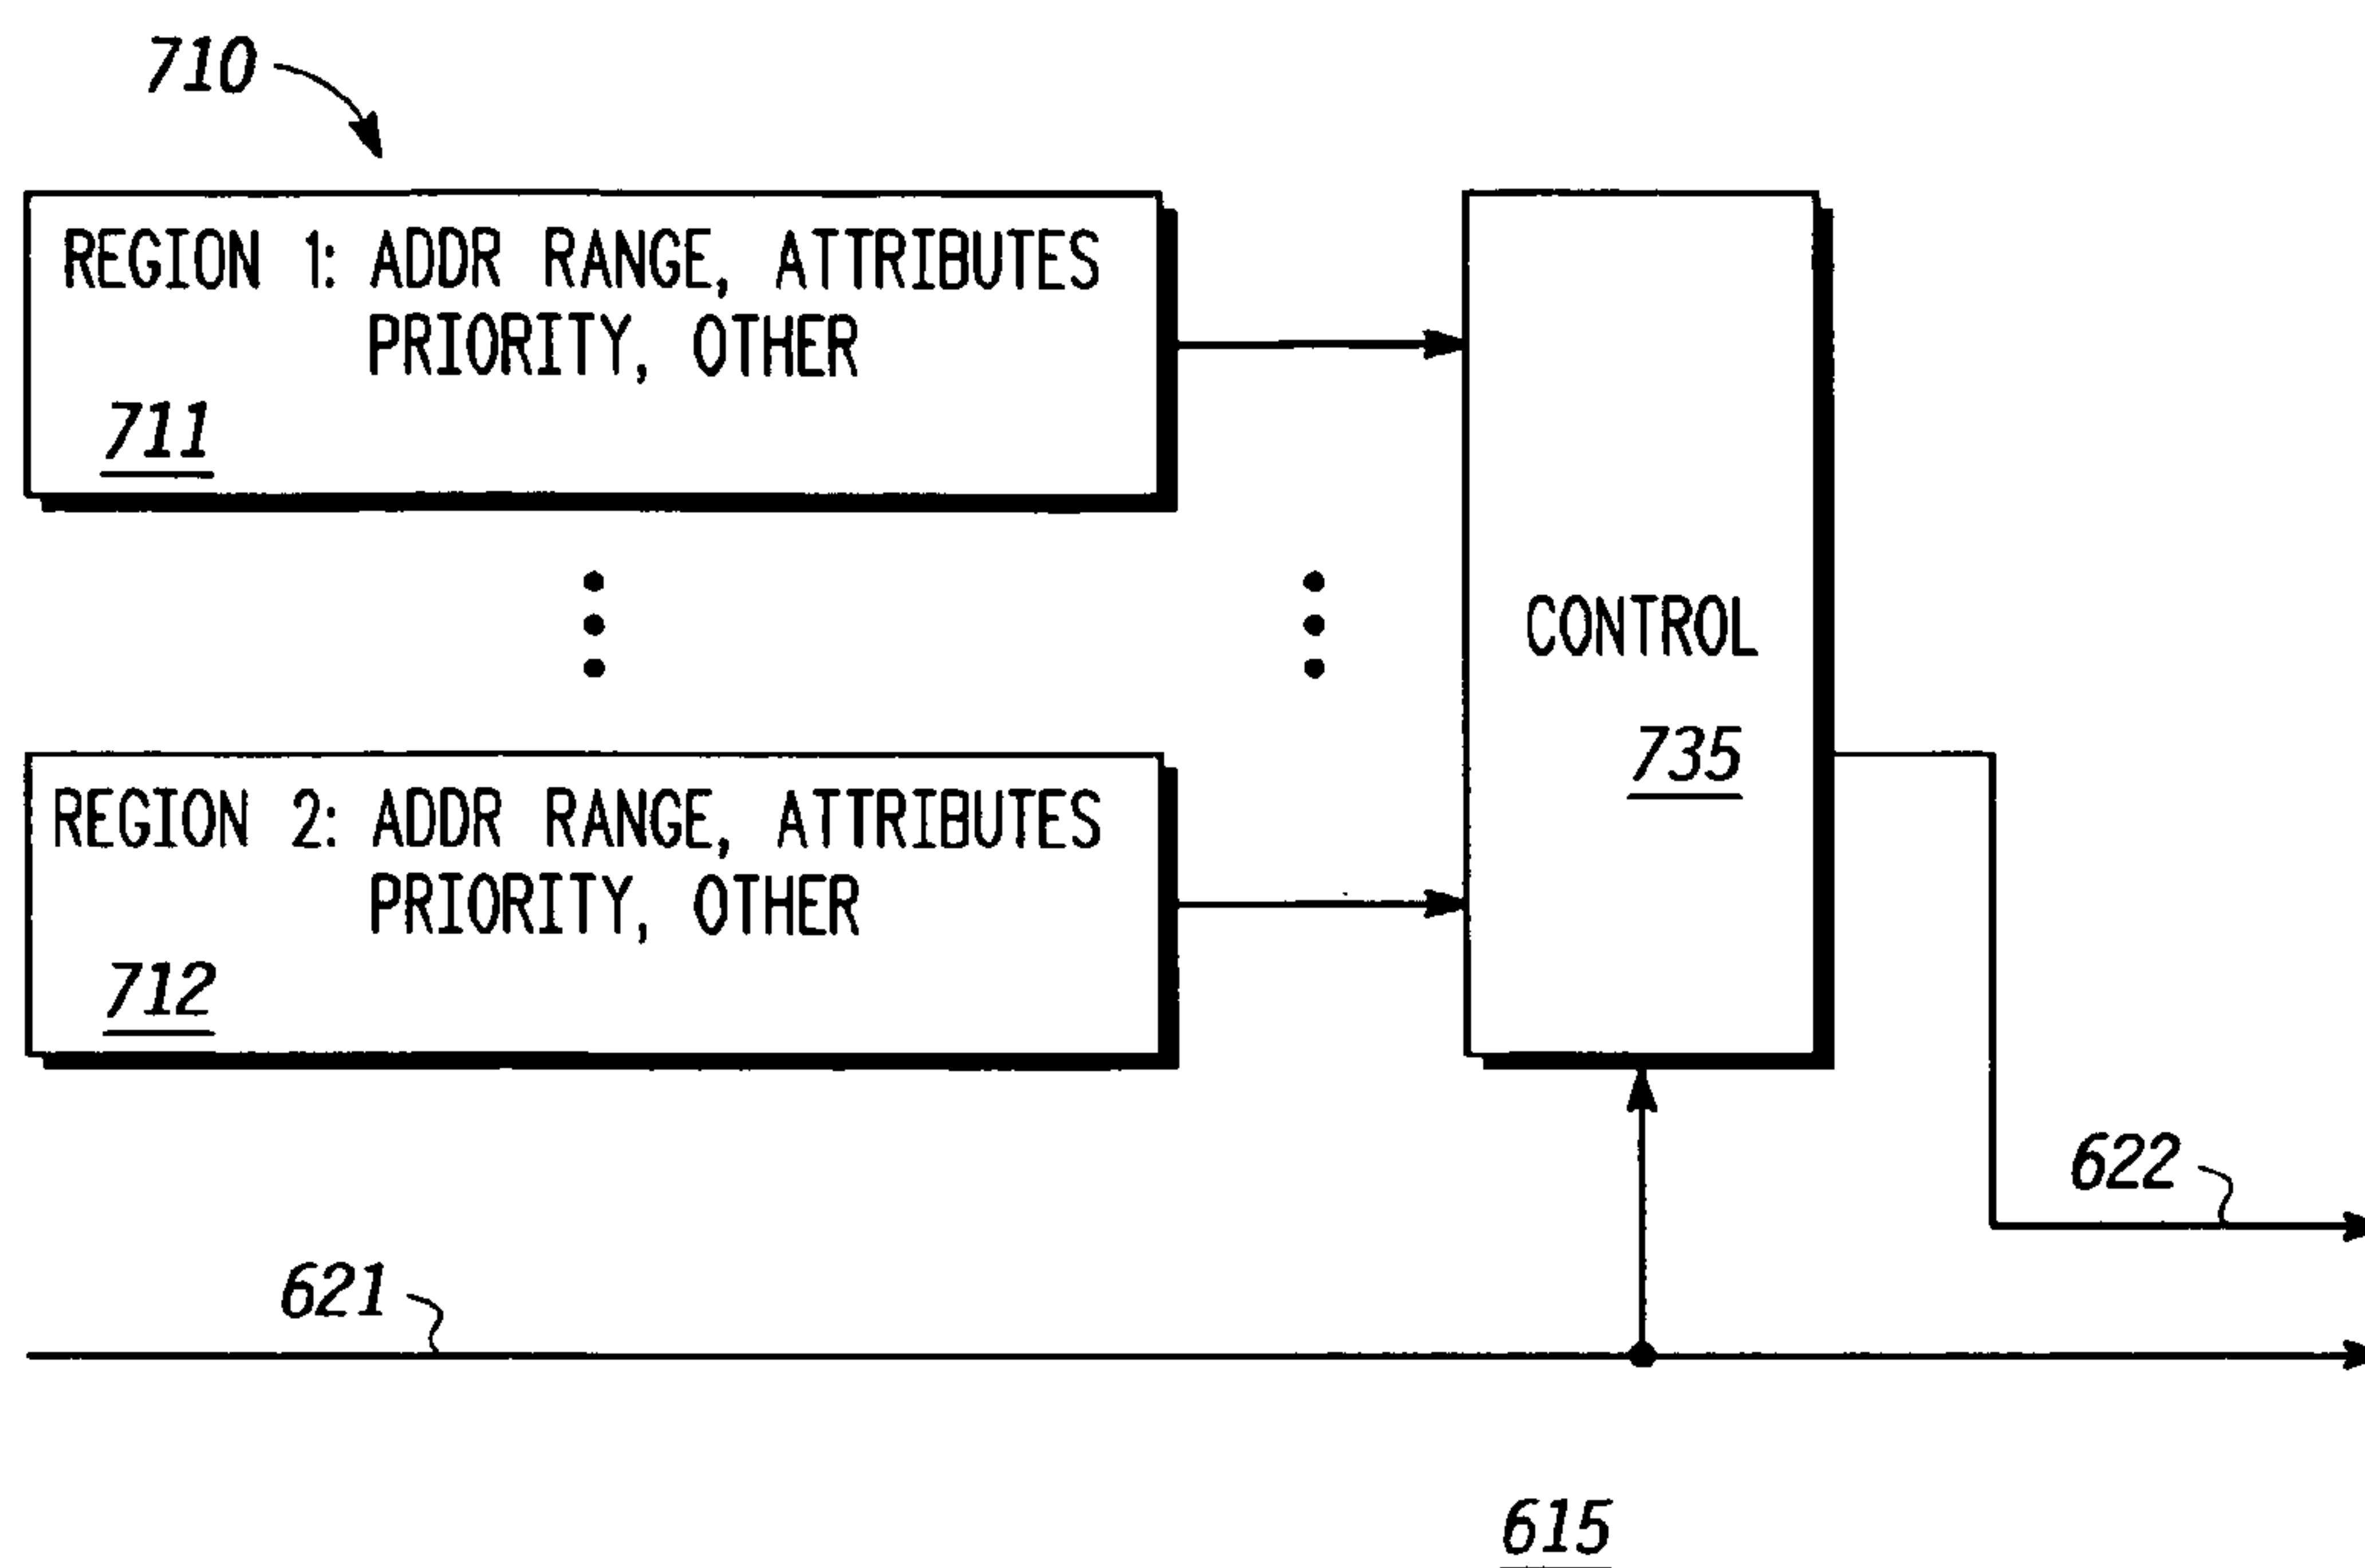 710
REGION 1: ADDR RANGE, ATTRIBUTES
PRIORITY, OTHER
711
CONTROL
735
REGION 2: ADDR RANGE, ATTRIBUTES
PRIORITY, OTHER
712
622
621
615